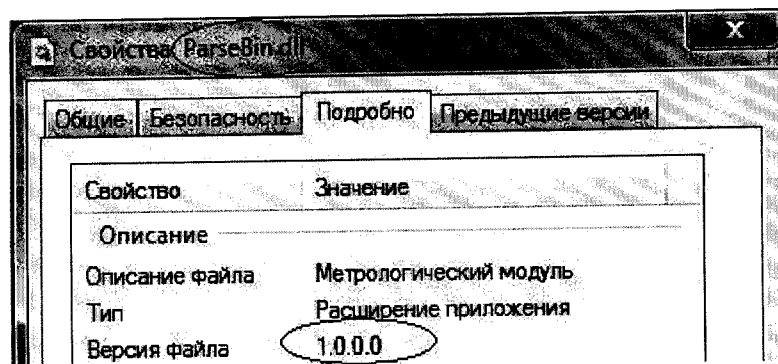 Свойства: ParseBin.dll
X
Общие Безопасность Подробно Предыдущие версии
Свойство Значение
Описание
Описание файла Метрологический модуль
Тип Расширение приложения
Версия файла 1.0.0.0